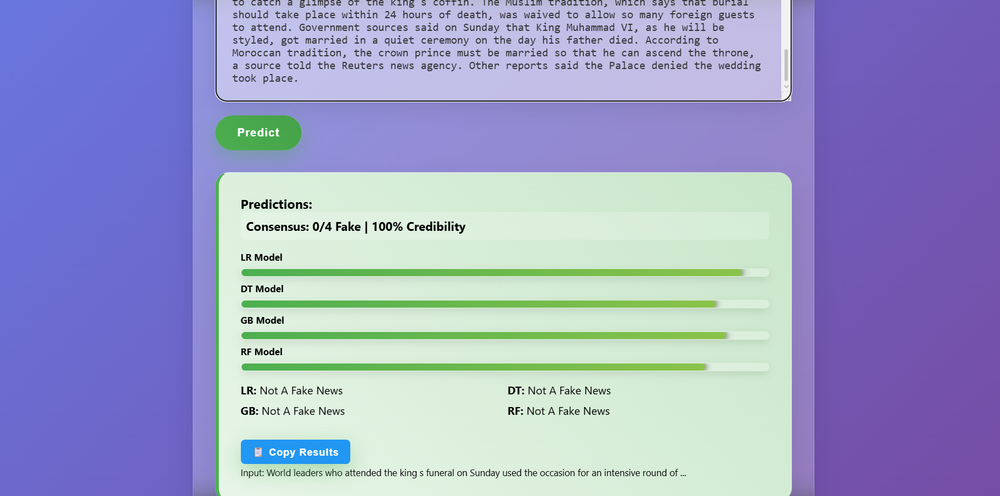 to catch a glimpse of the king s coffin. The Muslim tradition, which says that burial
should take place within 24 hours of death, was waived to allow so many foreign guests
to attend. Government sources said on Sunday that King Muhammad VI, as he will be
styled, got married in a quiet ceremony on the day his father died. According to
Moroccan tradition, the crown prince must be married so that he can ascend the throne,
a source told the Reuters news agency. Other reports said the Palace denied the wedding
took place.
Predict
Predictions:
Consensus: 0/4 Fake | 100% Credibility
LR Model
DT Model
GB Model
RF Model
LR: Not A Fake News
DT: Not A Fake News
GB: Not A Fake News
RF: Not A Fake News
📋 Copy Results
Input: World leaders who attended the king s funeral on Sunday used the occasion for an intensive round of ...